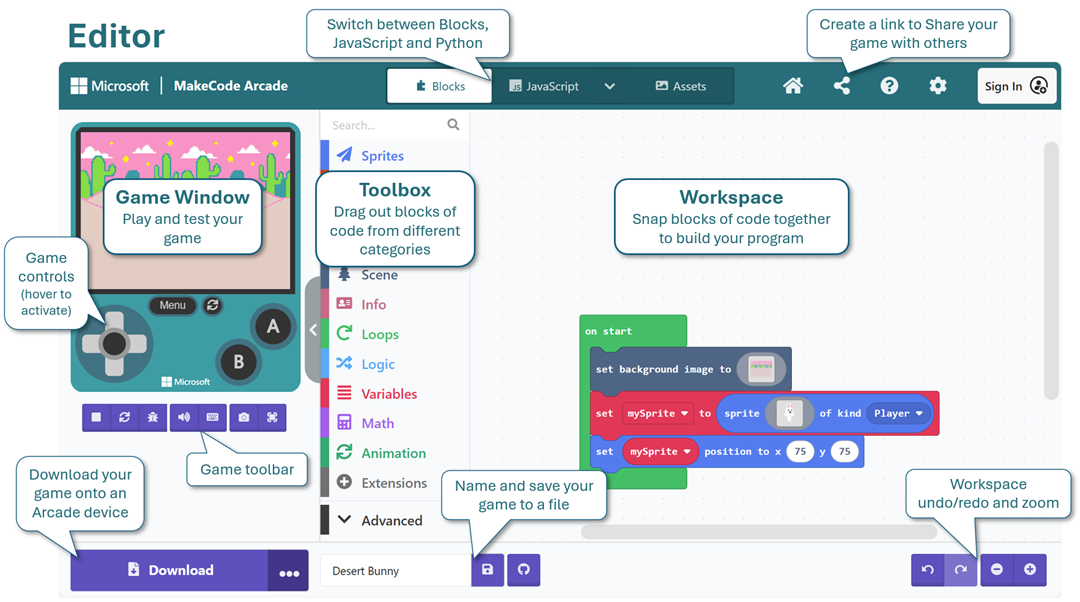 Editor
Switch between Blocks,
JavaScript and Python
Create a link to Share your
game with others
Microsoft
MakeCode Arcade
Blocks
JavaScript
Assets
Sign In
Search...
Sprites
Game Window
Play and test your
game
Toolbox
Drag out blocks of
code from different
categories
Workspace
Snap blocks of code together
to build your program
Game
controls
(hover to
activate)
Scene
Info
Loops
Logic
Variables
Math
Animation
Extensions
Advanced
Menu
A
B
Microsoft
on start
set background image to
set mySprite to sprite of kind Player
set mySprite position to x 75 y 75
Game toolbar
Download your
game onto an
Arcade device
Name and save your
game to a file
Workspace
undo/redo and zoom
Download
Desert Bunny